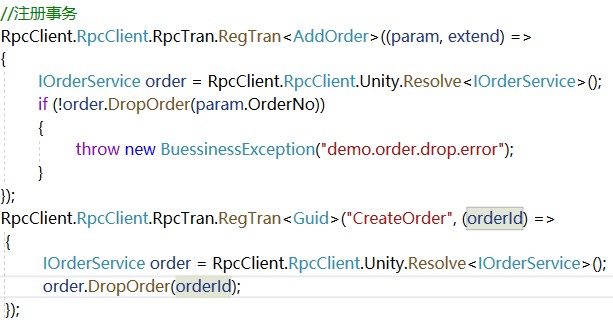 //注册事务
RpcClient.RpcClient.RpcTran.RegTran<AddOrder>((param, extend) =>
{
IOrderService order = RpcClient.RpcClient.Unity.Resolve<IOrderService>();
if (!order.DropOrder(param.OrderNo))
{
throw new BuessinessException("demo.order.drop.error");
}
});
RpcClient.RpcClient.RpcTran.RegTran<Guid>("CreateOrder", (orderId) =>
{
IOrderService order = RpcClient.RpcClient.Unity.Resolve<IOrderService>();
order.DropOrder(orderId);
});